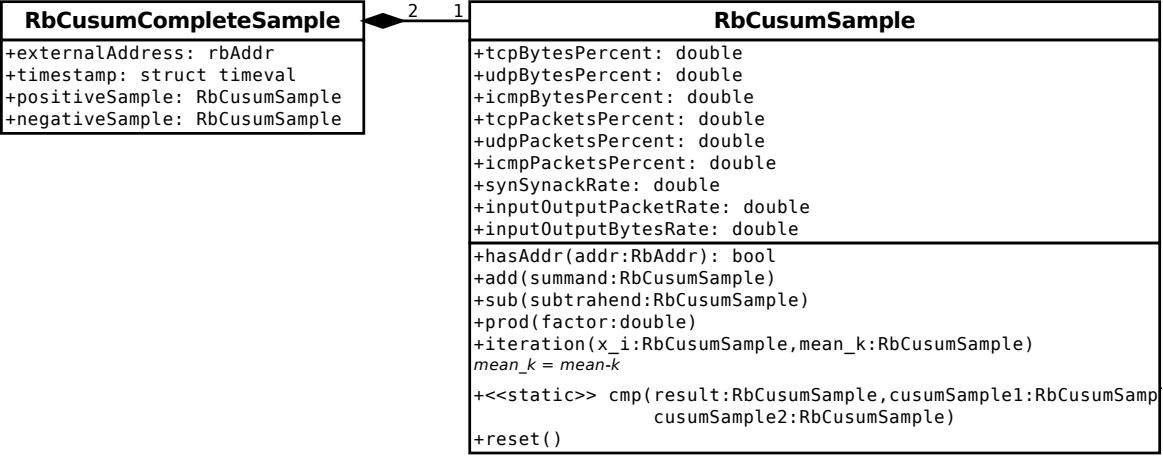 RbCusumCompleteSample
+externalAddress: rbAddr
+timestamp: struct timeval
+positiveSample: RbCusumSample
+negativeSample: RbCusumSample
2 1
RbCusumSample
+tcpBytesPercent: double
+udpBytesPercent: double
+icmpBytesPercent: double
+tcpPacketsPercent: double
+udpPacketsPercent: double
+icmpPacketsPercent: double
+synSynackRate: double
+inputOutputPacketRate: double
+inputOutputBytesRate: double
+hasAddr(addr:RbAddr): bool
+add(summand:RbCusumSample)
+sub(subtrahend:RbCusumSample)
+prod(factor:double)
+iteration(x_i:RbCusumSample,mean_k:RbCusumSample)
mean_k = mean-k
+<<static>> cmp(result:RbCusumSample,cusumSample1:RbCusumSamp
cusumSample2:RbCusumSample)
+reset()